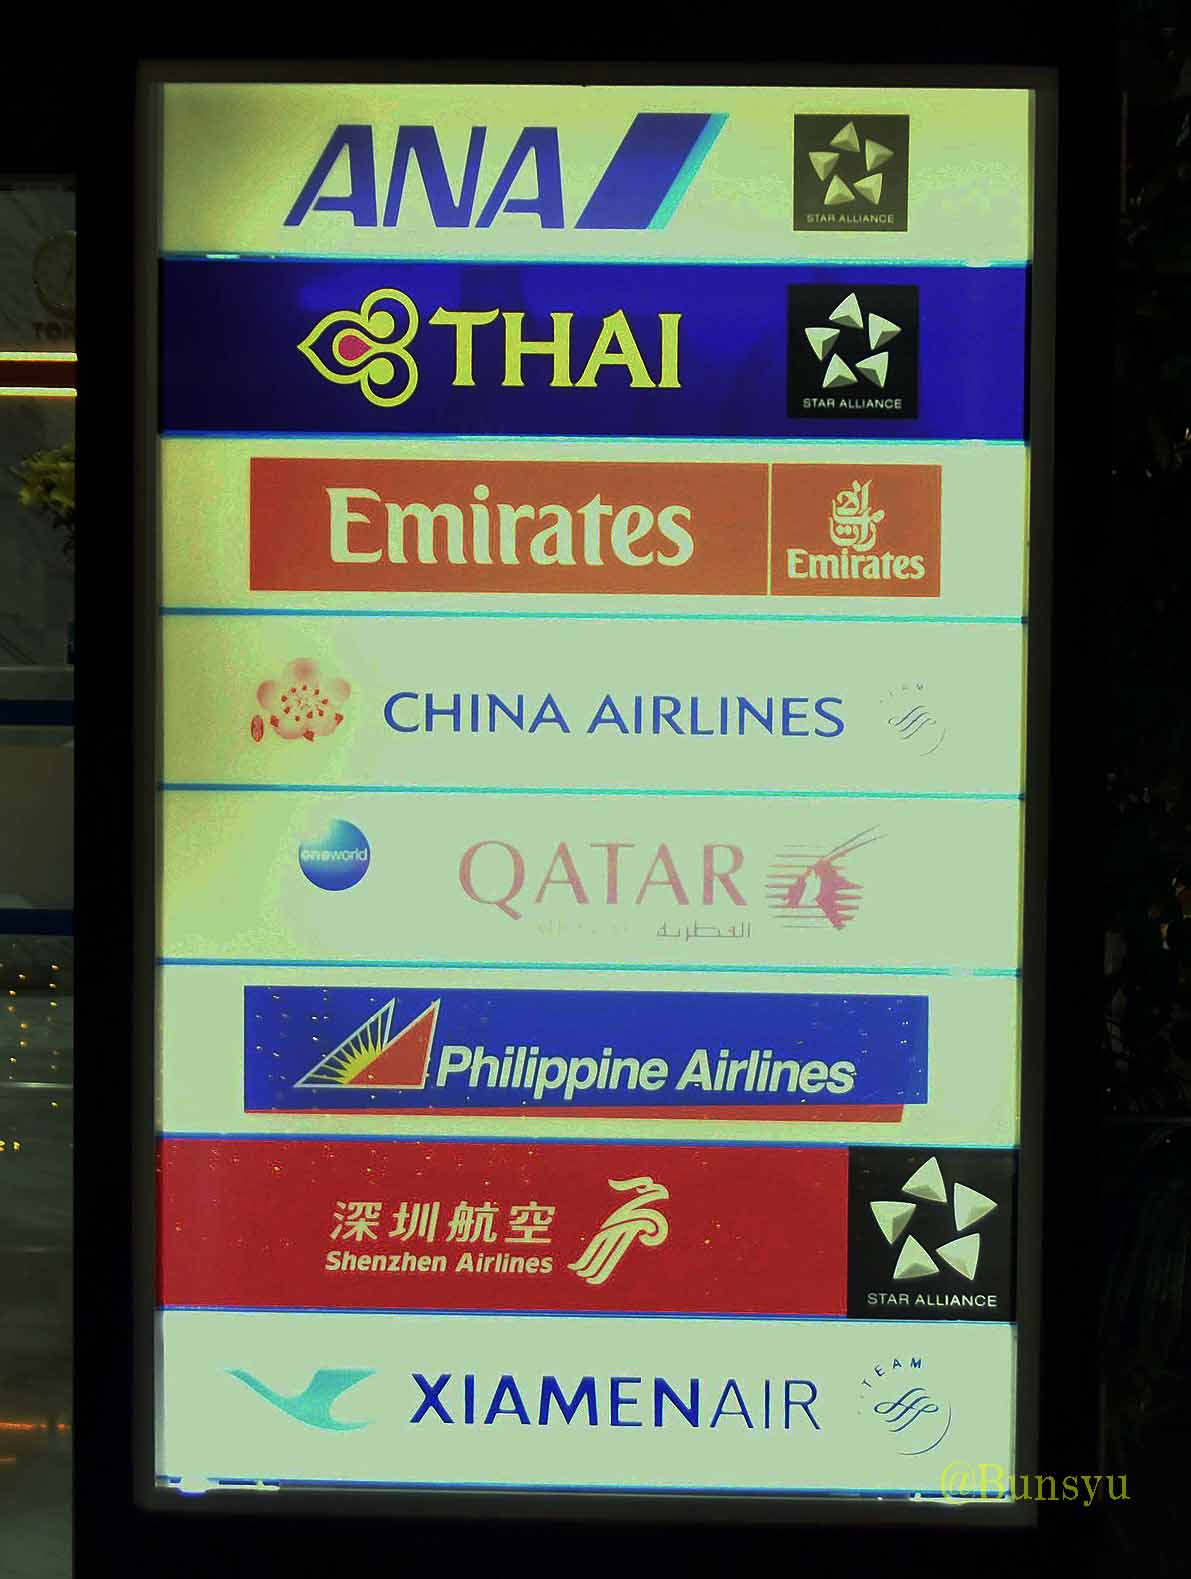 ANA
STAR ALLIANCE
THAI
STAR ALLIANCE
Emirates
Emirates
CHINA AIRLINES
oneworld
QATAR
القطرية
Philippine Airlines
深圳航空
Shenzhen Airlines
STAR ALLIANCE
XIAMENAIR
TEAM
@Bunsyu